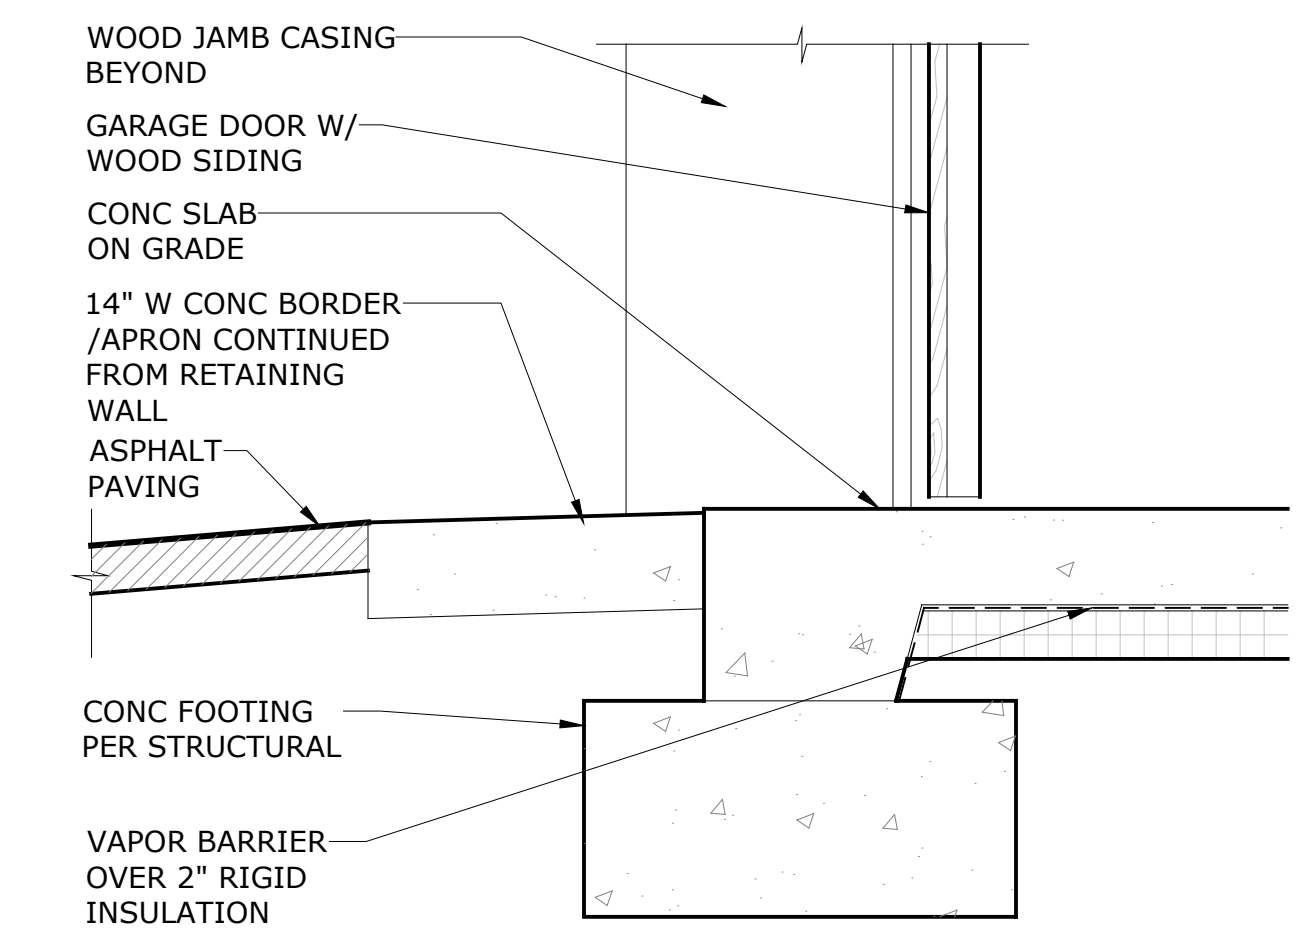 WOOD JAMB CASING
BEYOND
GARAGE DOOR W/
WOOD SIDING
CONC SLAB
ON GRADE
14" W CONC BORDER
/APRON CONTINUED
FROM RETAINING
WALL
ASPHALT
PAVING
CONC FOOTING
PER STRUCTURAL
VAPOR BARRIER
OVER 2" RIGID
INSULATION